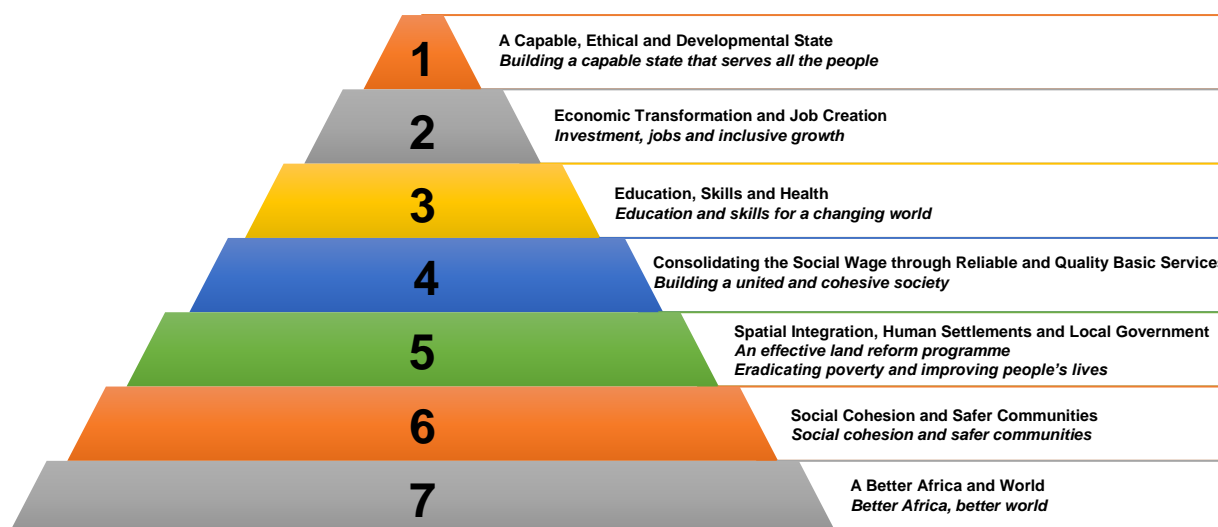 1
A Capable, Ethical and Developmental State
Building a capable state that serves all the people
2
Economic Transformation and Job Creation
Investment, jobs and inclusive growth
3
Education, Skills and Health
Education and skills for a changing world
4
Consolidating the Social Wage through Reliable and Quality Basic Services
Building a united and cohesive society
5
Spatial Integration, Human Settlements and Local Government
An effective land reform programme
Eradicating poverty and improving people's lives
6
Social Cohesion and Safer Communities
Social cohesion and safer communities
7
A Better Africa and World
Better Africa, better world